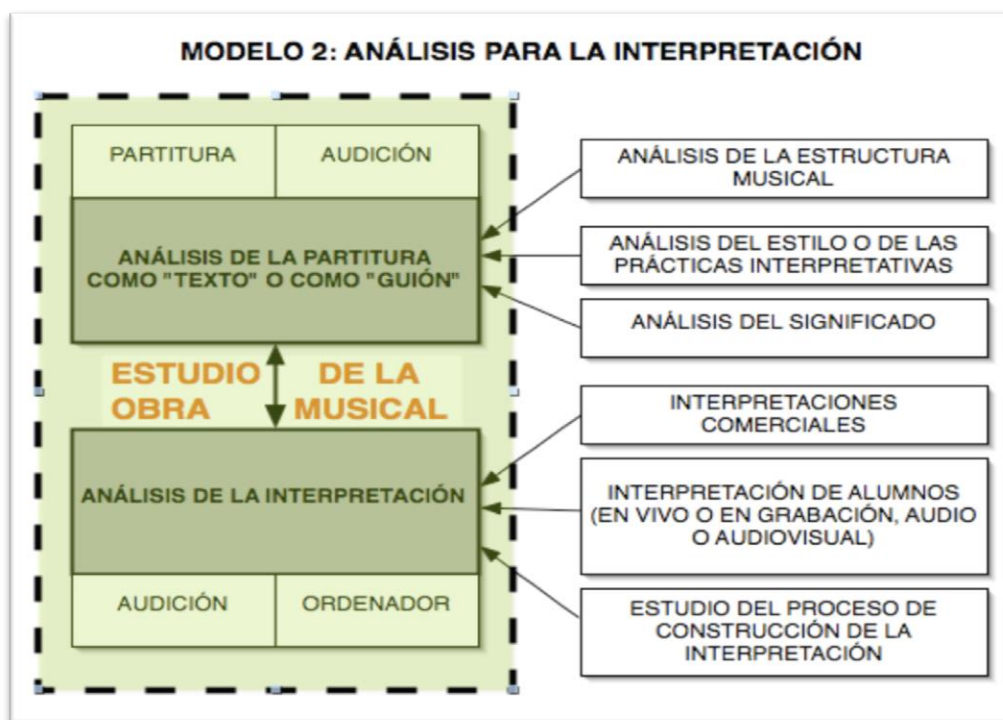 MODELO 2: ANÁLISIS PARA LA INTERPRETACIÓN
PARTITURA
AUDICIÓN
ANÁLISIS DE LA PARTITURA
COMO "TEXTO" O COMO "GUIÓN"
ESTUDIO DE LA
OBRA MUSICAL
ANÁLISIS DE LA INTERPRETACIÓN
AUDICIÓN
ORDENADOR
ANÁLISIS DE LA ESTRUCTURA
MUSICAL
ANÁLISIS DEL ESTILO O DE LAS
PRÁCTICAS INTERPRETATIVAS
ANÁLISIS DEL SIGNIFICADO
INTERPRETACIONES
COMERCIALES
INTERPRETACIÓN DE ALUMNOS
(EN VIVO O EN GRABACIÓN, AUDIO
O AUDIOVISUAL)
ESTUDIO DEL PROCESO DE
CONSTRUCCIÓN DE LA
INTERPRETACIÓN